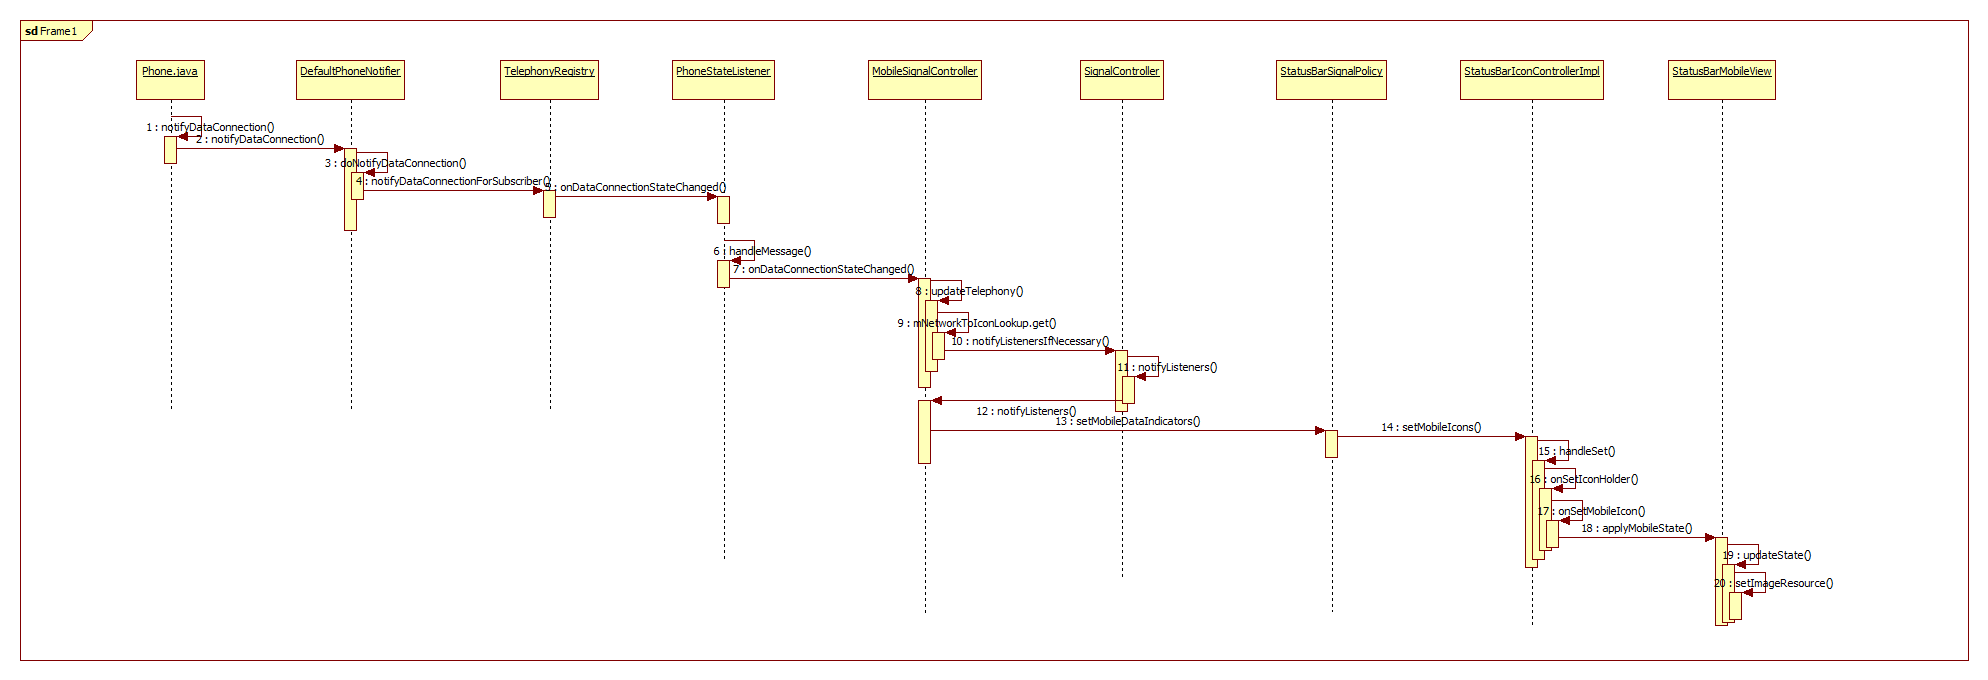 sd Frame1
Phone.java
DefaultPhoneNotifier
TelephonyRegistry
PhoneStateListener
MobileSignalController
SignalController
StatusBarSignalPolicy
StatusBarIconControllerImpl
StatusBarMobileView
1 : notifyDataConnection()
2 : notifyDataConnection()
3 : doNotifyDataConnection()
4 : notifyDataConnectionForSubscriber()
5 : onDataConnectionStateChanged()
6 : handleMessage()
7 : onDataConnectionStateChanged()
8 : updateTelephony()
9 : mNetworkToIconLookup.get()
10 : notifyListenersIfNecessary()
11 : notifyListeners()
12 : notifyListeners()
13 : setMobileDataIndicators()
14 : setMobileIcons()
15 : handleSet()
16 : onSetIconHolder()
17 : onSetMobileIcon()
18 : applyMobileState()
19 : updateState()
20 : setImageResource()